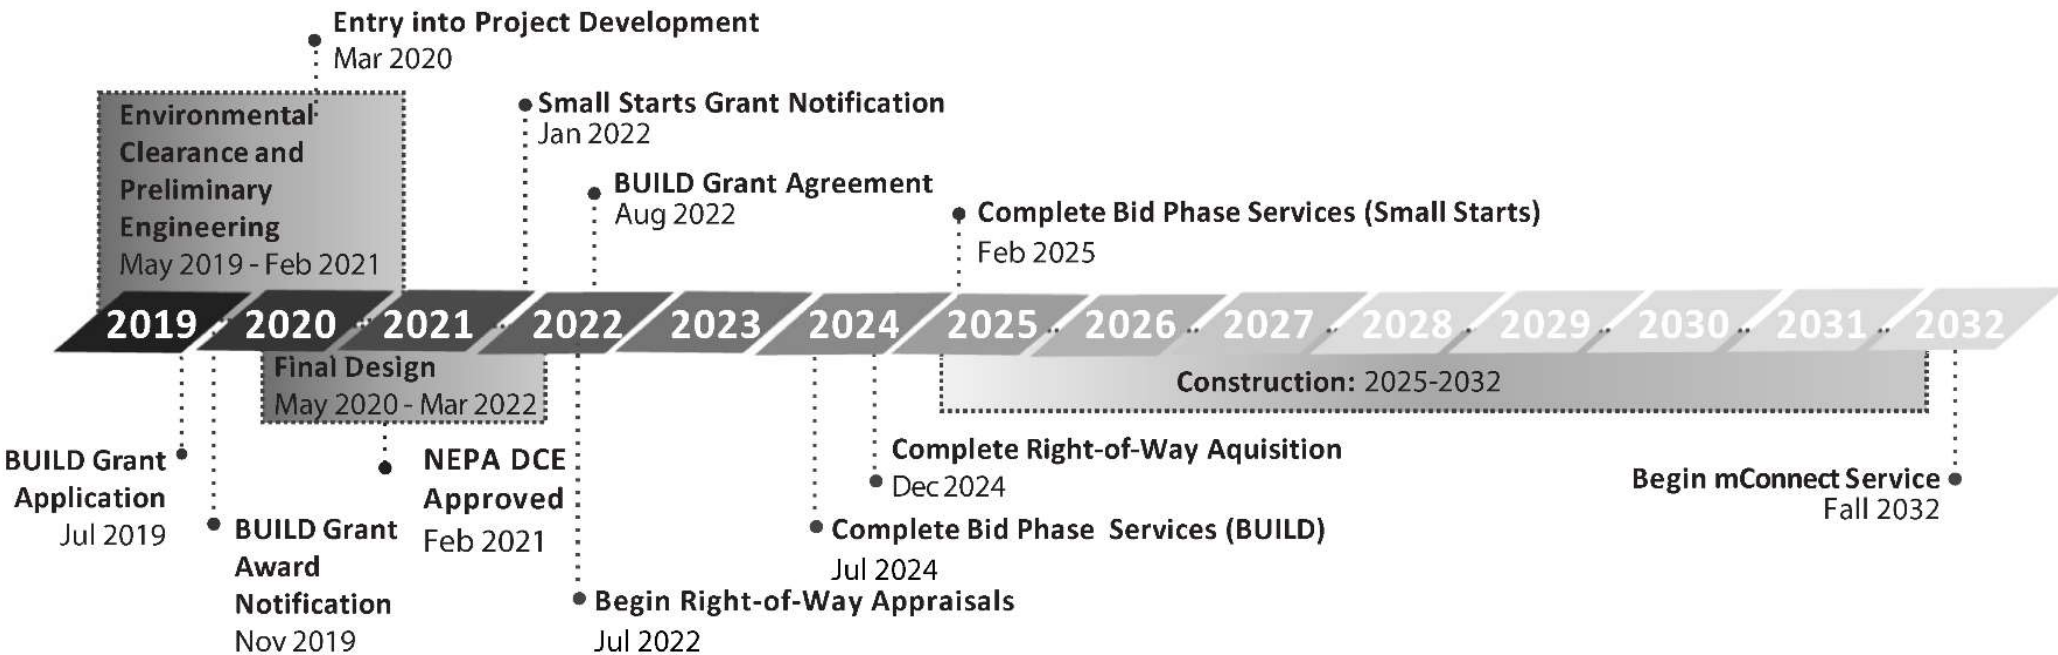 Entry into Project Development
Mar 2020
Environmental
Clearance and
Preliminary
Engineering
May 2019 - Feb 2021
Small Starts Grant Notification
Jan 2022
BUILD Grant Agreement
Aug 2022
Complete Bid Phase Services (Small Starts)
Feb 2025
2019 2020 2021 2022 2023 2024 2025 2026 2027 2028 2029 2030 2031 2032
Final Design
May 2020 - Mar 2022
Construction: 2025-2032
BUILD Grant
Application
Jul 2019
BUILD Grant
Award
Notification
Nov 2019
NEPA DCE
Approved
Feb 2021
Begin Right-of-Way Appraisals
Jul 2022
Complete Bid Phase Services (BUILD)
Jul 2024
Complete Right-of-Way Aquisition
Dec 2024
Begin mConnect Service
Fall 2032